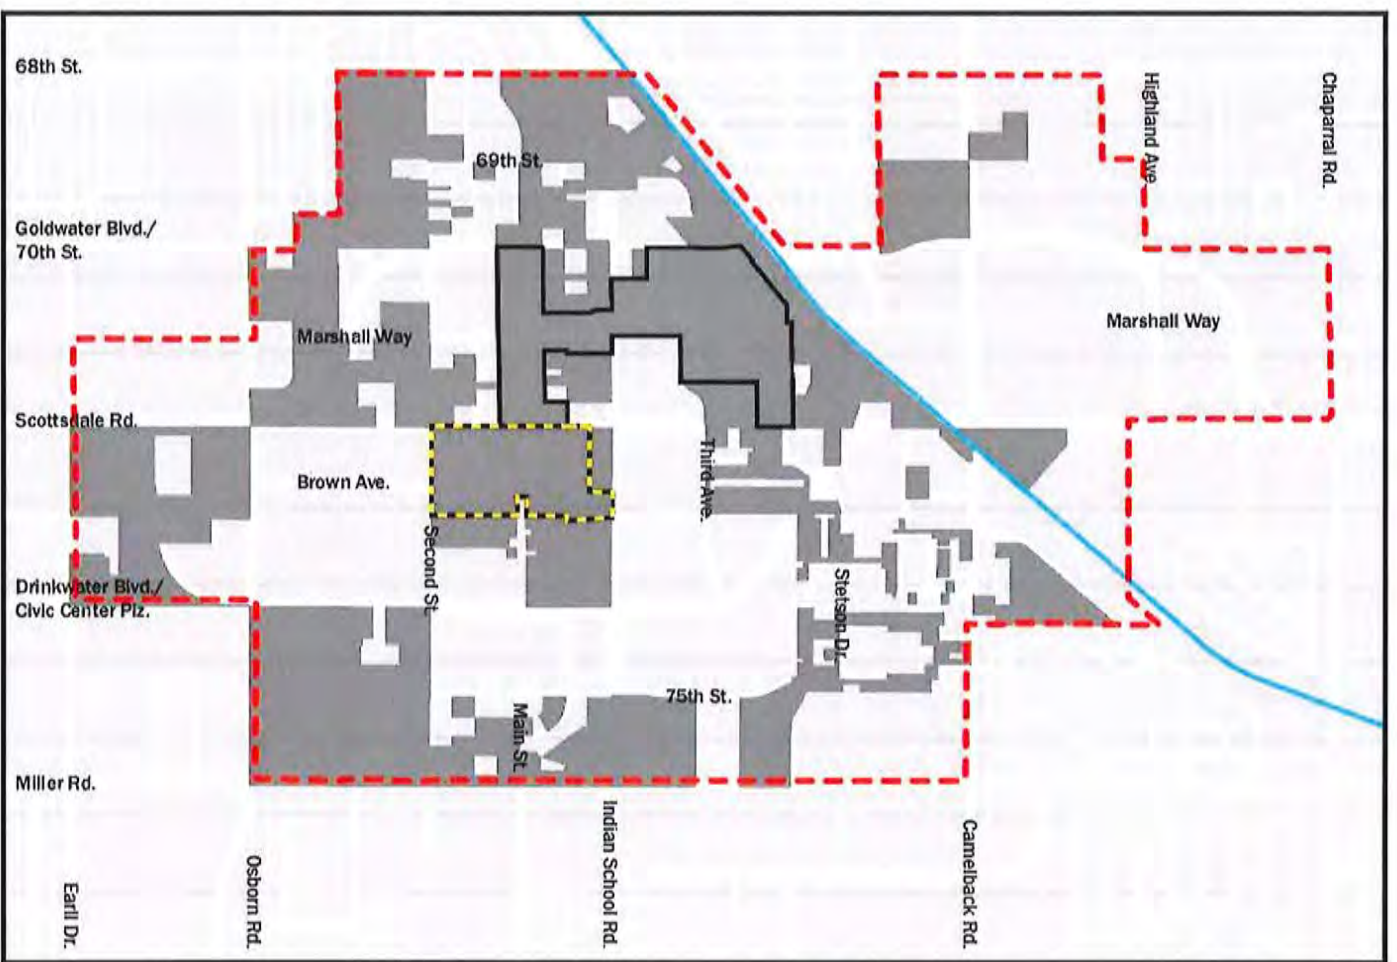 68th St.
Highland Ave.
Chaparral Rd.
69th St.
Goldwater Blvd./
70th St.
Marshall Way
Marshall Way
Scottsdale Rd.
Brown Ave.
Third Ave.
Second St.
Stetson Dr.
Drinkwater Blvd./
Civic Center Plz.
75th St.
Main St.
Miller Rd.
Indian School Rd.
Camelback Rd.
Osborn Rd.
Earll Dr.